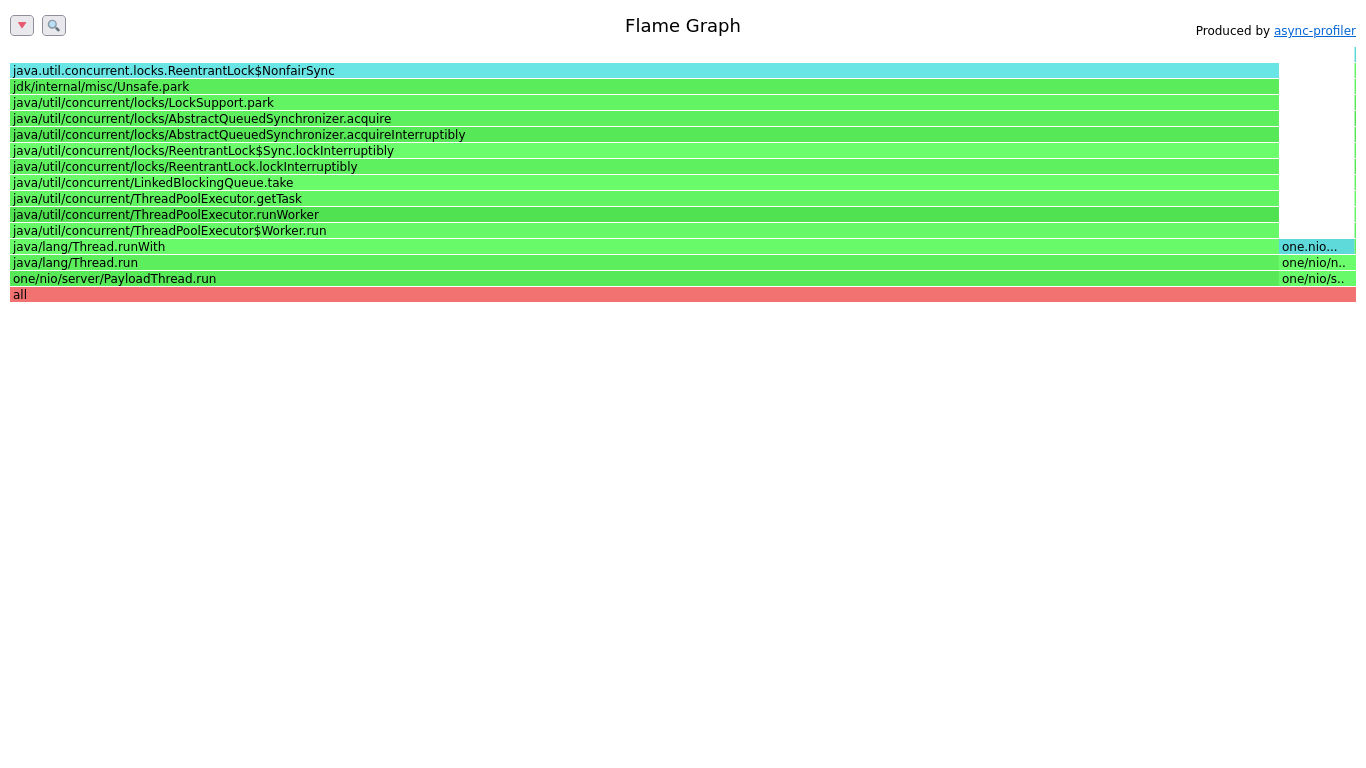 Flame Graph
Produced by async-profiler
java.util.concurrent.locks.ReentrantLock$NonfairSync
jdk/internal/misc/Unsafe.park
java/util/concurrent/locks/LockSupport.park
java/util/concurrent/locks/AbstractQueuedSynchronizer.acquire
java/util/concurrent/locks/AbstractQueuedSynchronizer.acquireInterruptibly
java/util/concurrent/locks/ReentrantLock$Sync.lockInterruptibly
java/util/concurrent/locks/ReentrantLock.lockInterruptibly
java/util/concurrent/LinkedBlockingQueue.take
java/util/concurrent/ThreadPoolExecutor.getTask
java/util/concurrent/ThreadPoolExecutor.runWorker
java/util/concurrent/ThreadPoolExecutor$Worker.run
java/lang/Thread.runWith one.nio...
java/lang/Thread.run one/nio/n..
one/nio/server/PayloadThread.run one/nio/s..
all